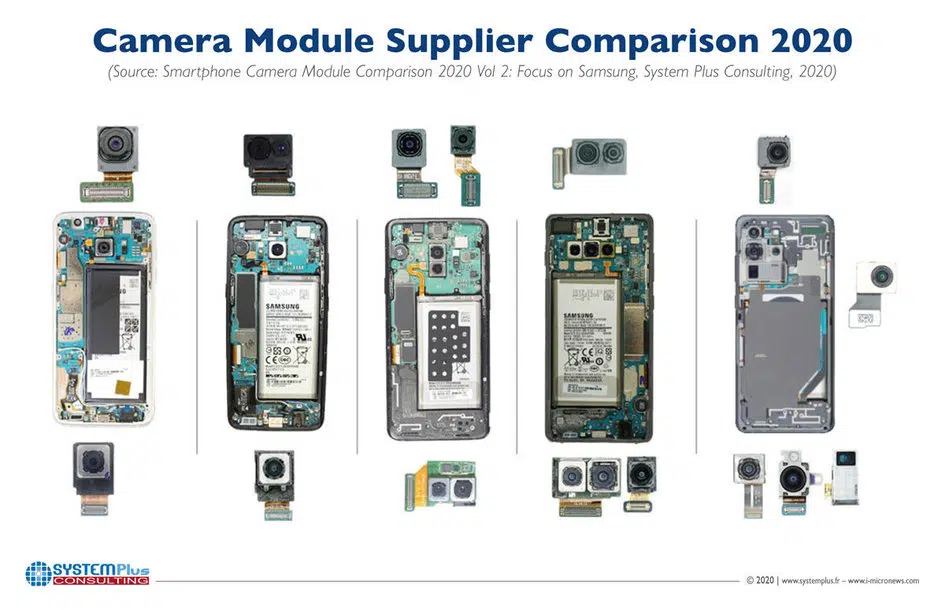 Camera Module Supplier Comparison 2020
(Source: Smartphone Camera Module Comparison 2020 Vol 2: Focus on Samsung, System Plus Consulting, 2020)
SAMSUNG
SAMSUNG
SYSTEMPlus
CONSULTING
© 2020 | www.systemplus.fr – www.i-micronews.com